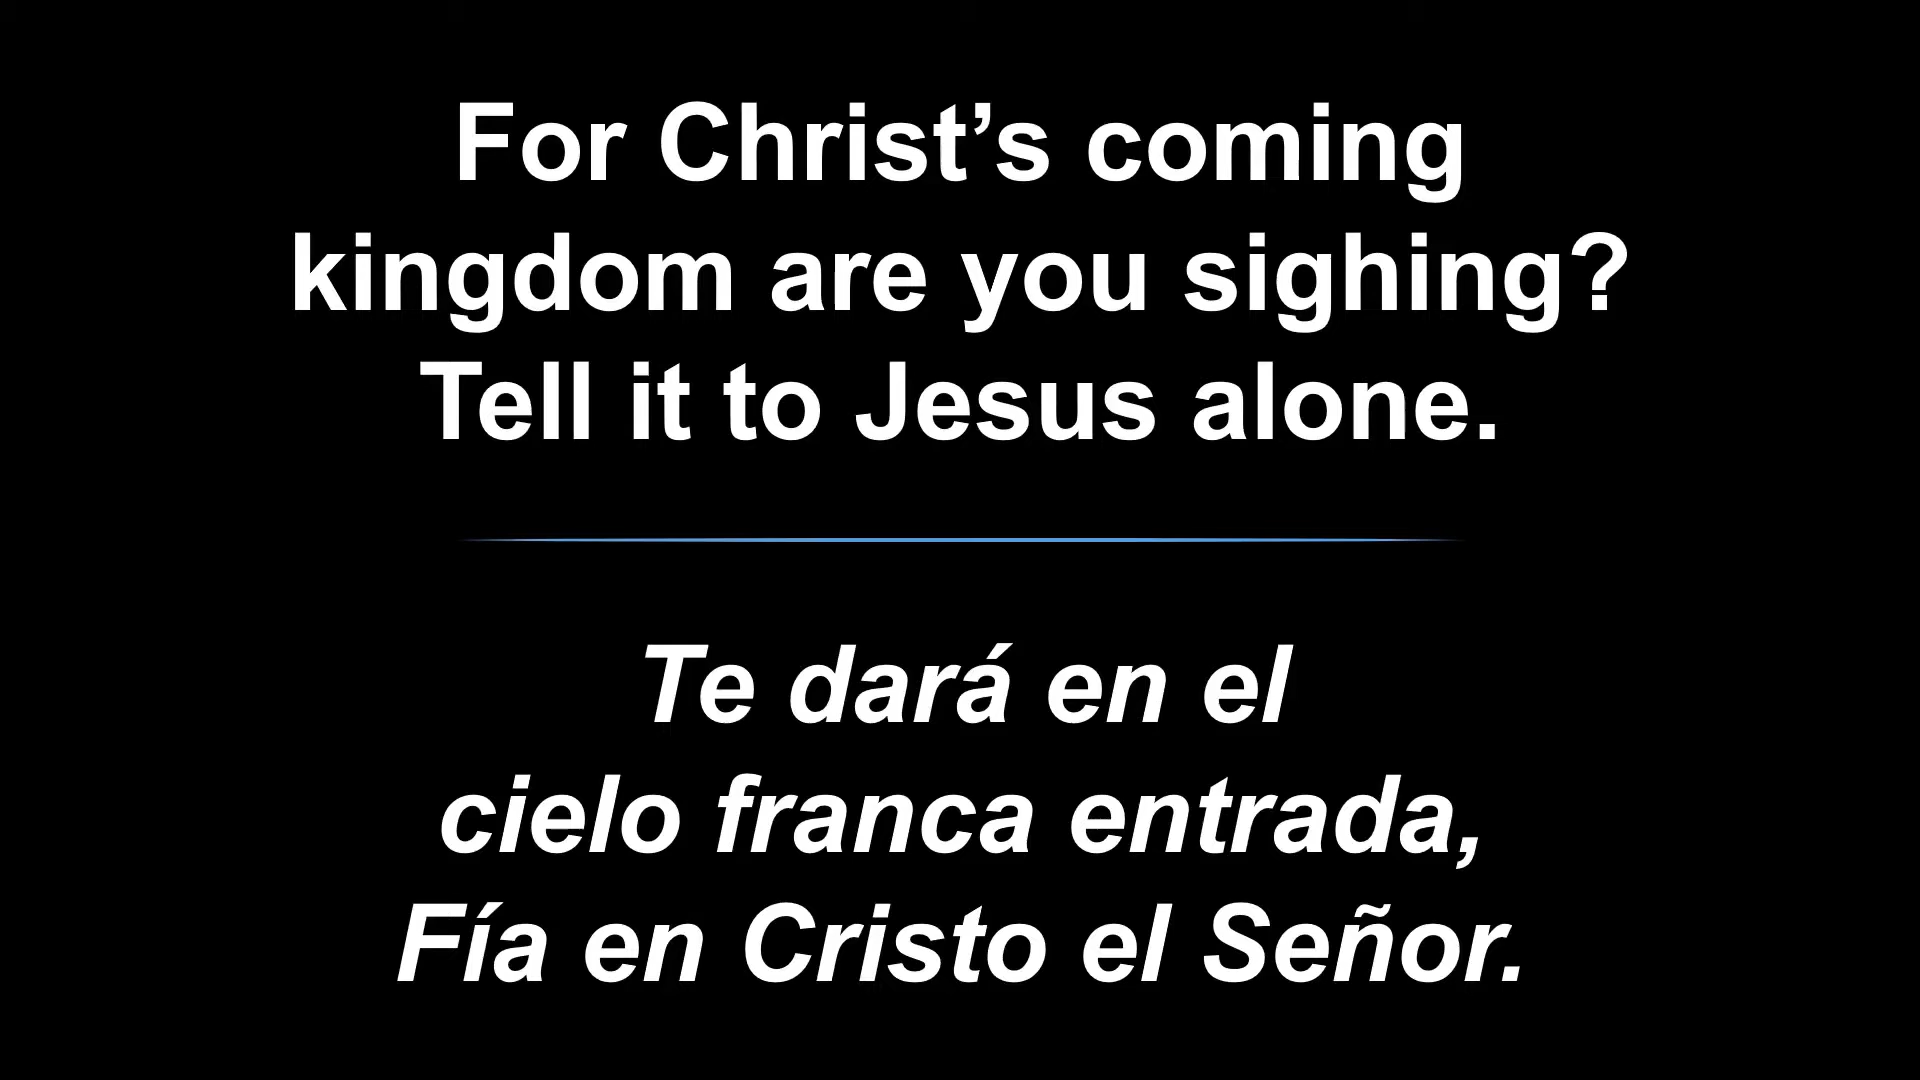 For Christ’s coming
kingdom are you sighing?
Tell it to Jesus alone.
Te dará en el
cielo franca entrada,
Fía en Cristo el Señor.